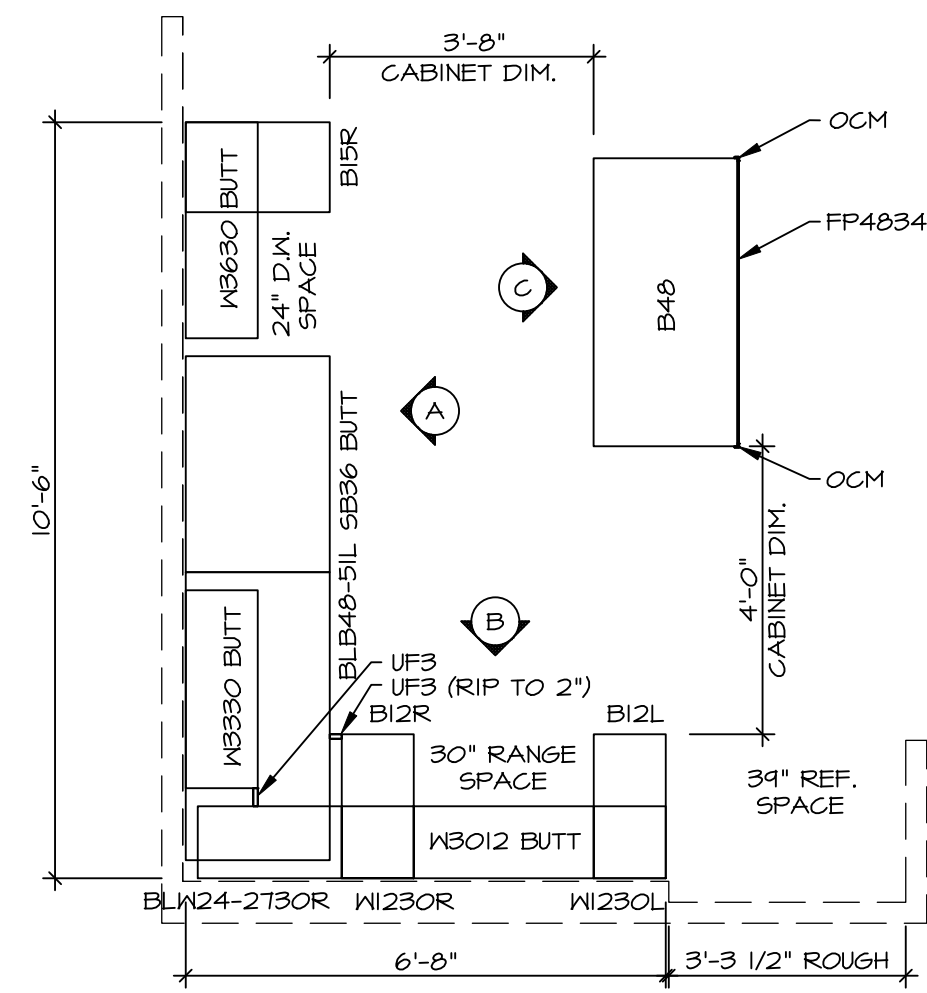 3'-8"
CABINET DIM.
OCM
B15R
W3630 BUTT
FP4834
24" D.W.
SPACE
C
B48
A
SB36 BUTT
OCM
10'-6"
BLB48-51L
4'-0"
CABINET DIM.
B
W3330 BUTT
UF3
UF3 (RIP TO 2")
B12R
B12L
30" RANGE
SPACE
39" REF.
SPACE
W3012 BUTT
BLW24-2730R
W1230R
W1230L
6'-8"
3'-3 1/2" ROUGH